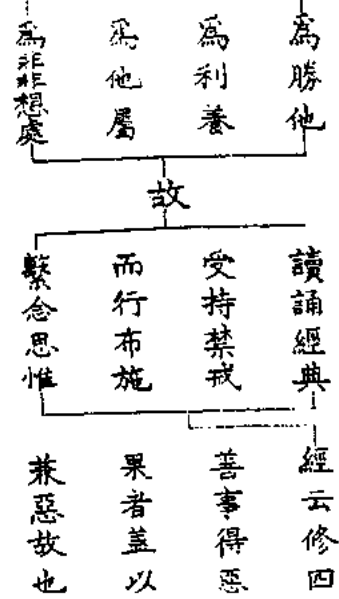 為勝他
為利養
為他屬
為非非想處
故
讀誦經典
受持禁戒
而行布施
繫念思惟
經云修四
善事得惡
果者蓋以
兼惡故也